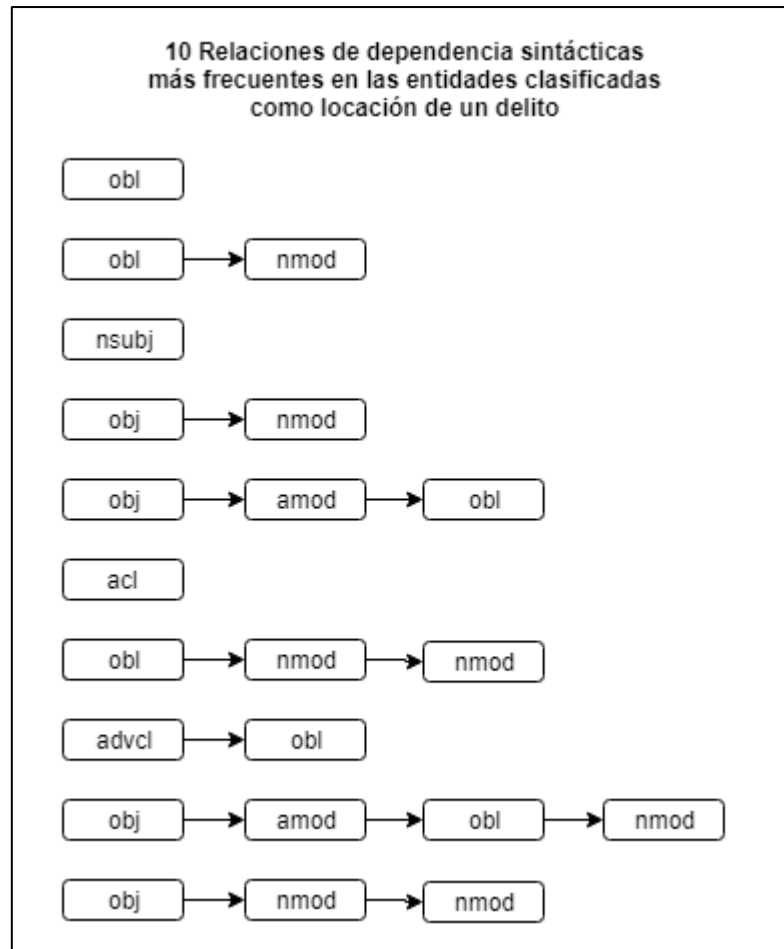 10 Relaciones de dependencia sintácticas
más frecuentes en las entidades clasificadas
como locación de un delito
obl
obl nmod
nsubj
obj nmod
obj amod obl
acl
obl nmod nmod
advcl obl
obj amod obl nmod
obj nmod nmod